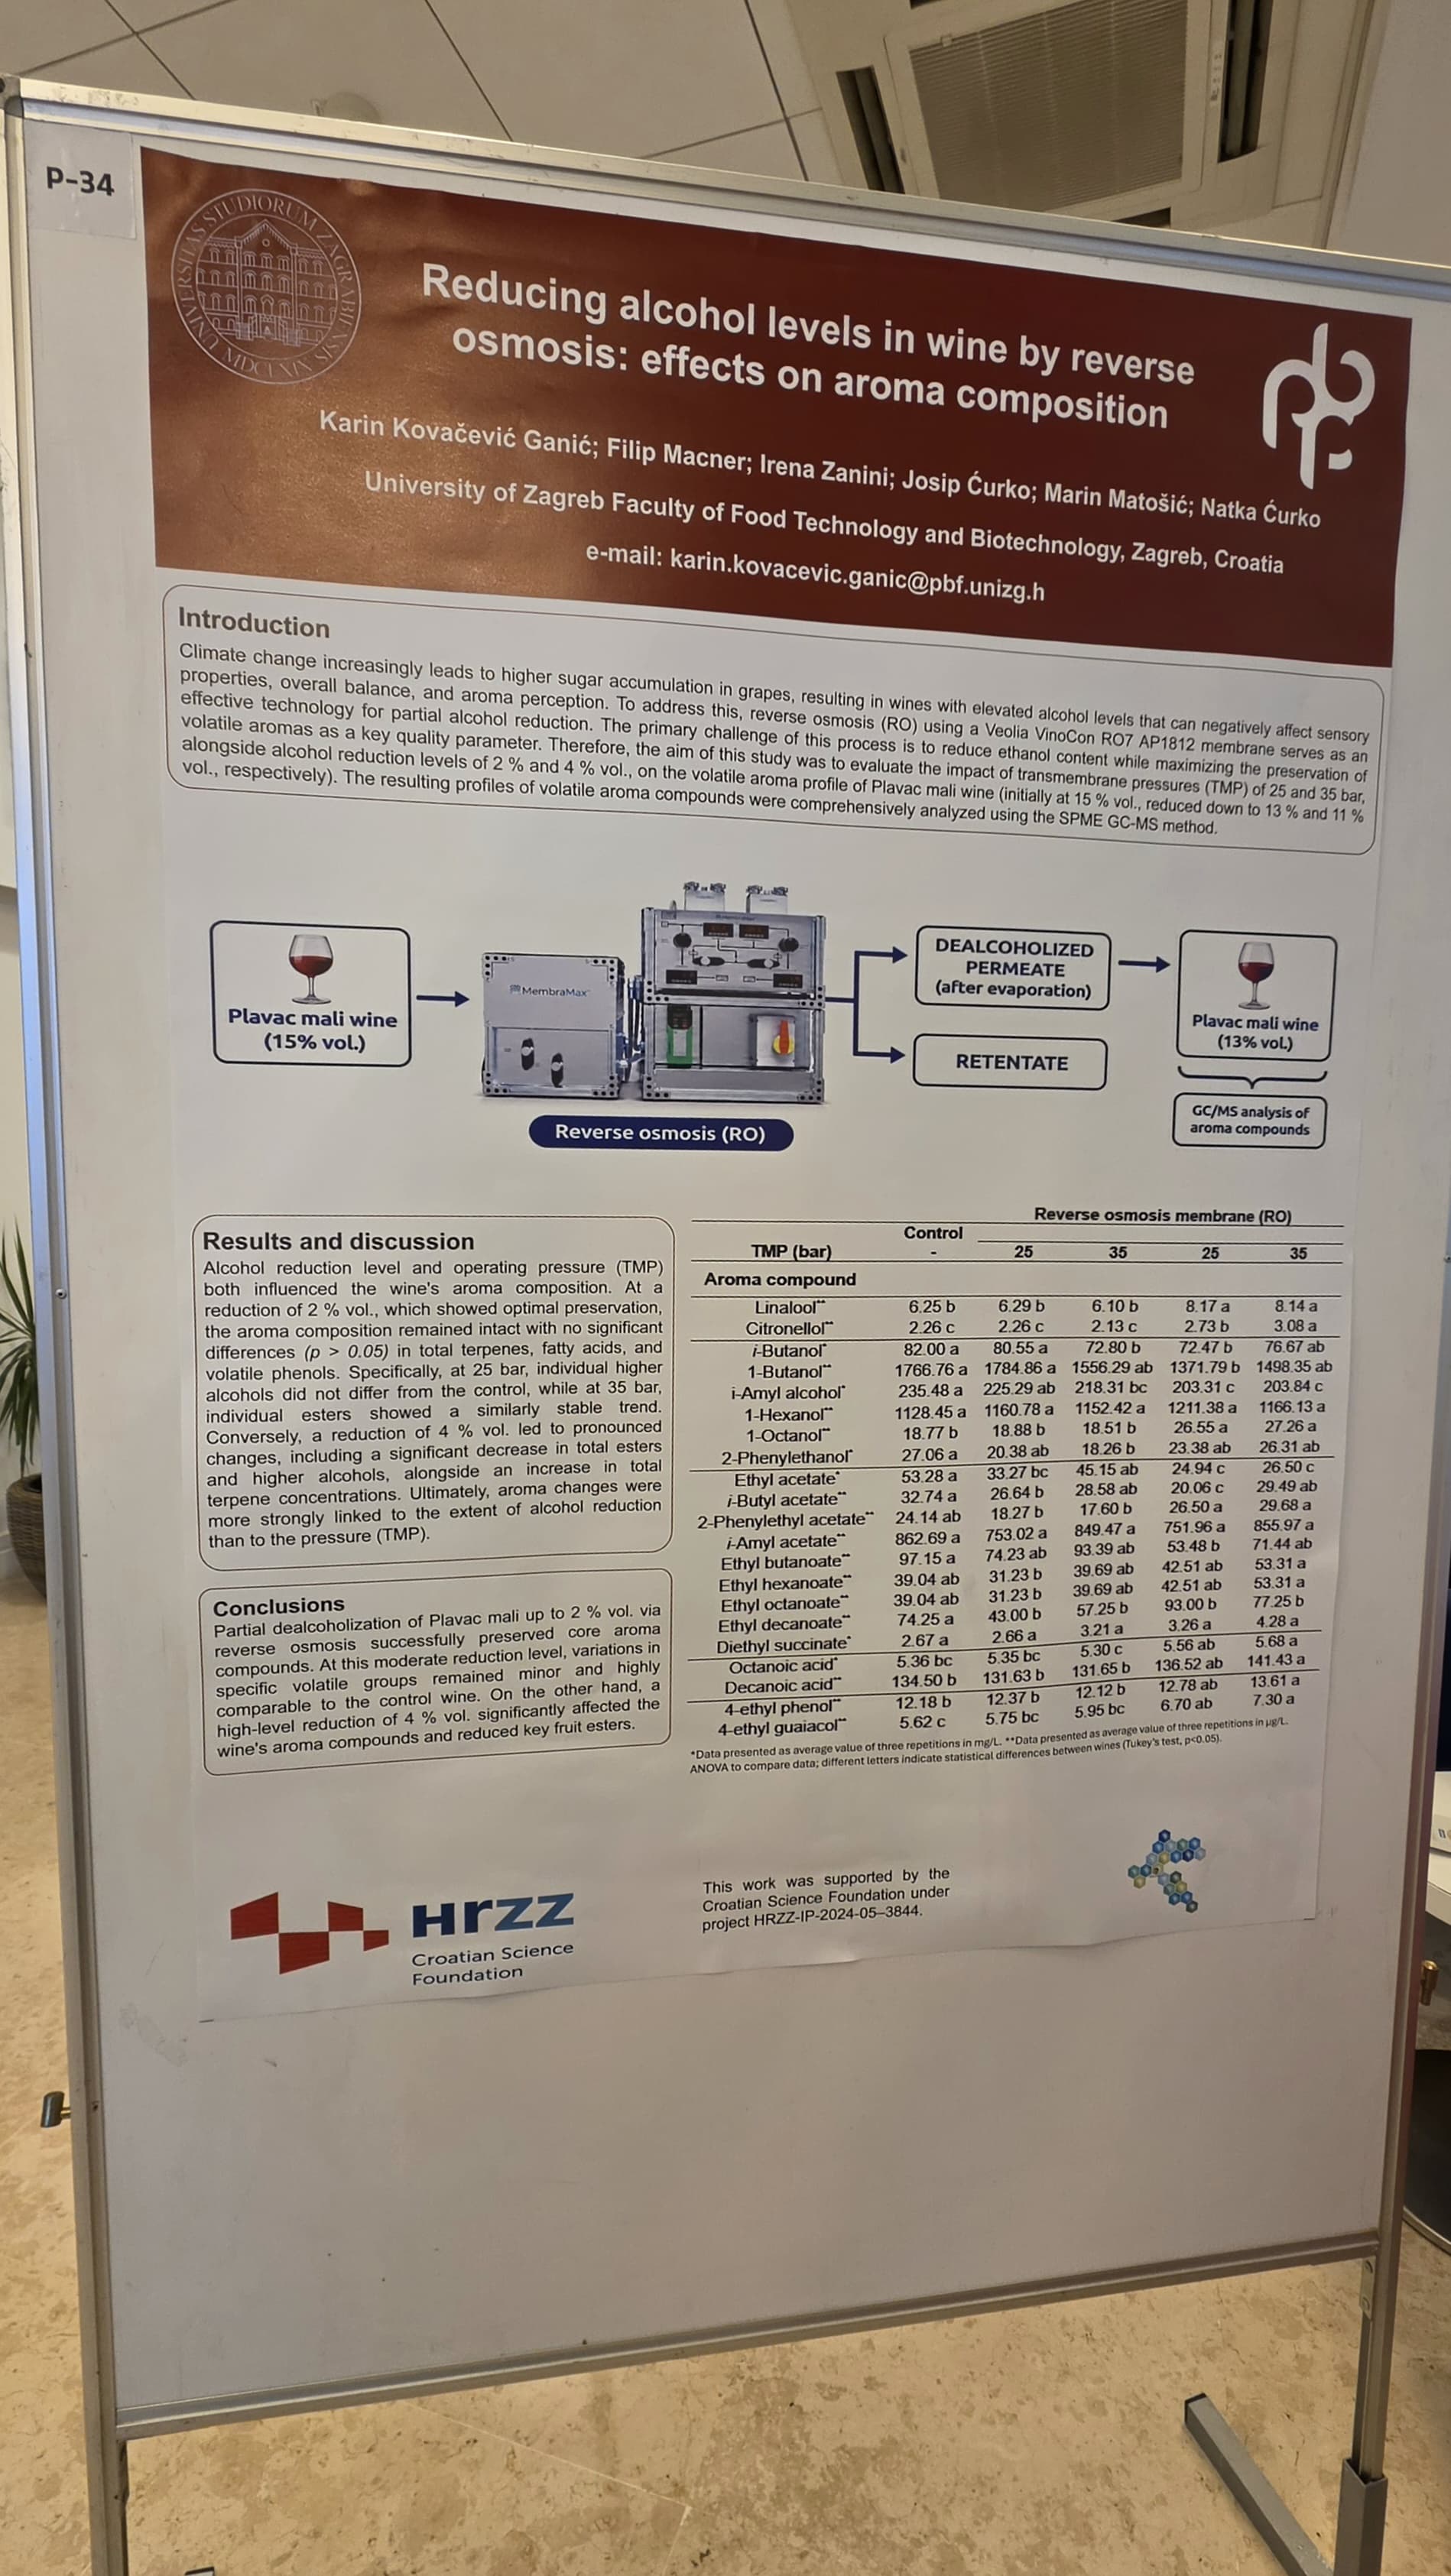 P-34
UNIVERSITAS STUDIORUM ZAGRABIENSIS MDCLXIX
Reducing alcohol levels in wine by reverse
osmosis: effects on aroma composition
Karin Kovačević Ganić; Filip Macner; Irena Zanini; Josip Ćurko; Marin Matošić; Natka Ćurko
University of Zagreb Faculty of Food Technology and Biotechnology, Zagreb, Croatia
e-mail: karin.kovacevic.ganic@pbf.unizg.h
Introduction
Climate change increasingly leads to higher sugar accumulation in grapes, resulting in wines with elevated alcohol levels that can negatively affect sensory
properties, overall balance, and aroma perception. To address this, reverse osmosis (RO) using a Veolia VinoCon RO7 AP1812 membrane serves as an
effective technology for partial alcohol reduction. The primary challenge of this process is to reduce ethanol content while maximizing the preservation of
volatile aromas as a key quality parameter. Therefore, the aim of this study was to evaluate the impact of transmembrane pressures (TMP) of 25 and 35 bar,
alongside alcohol reduction levels of 2 % and 4 % vol., on the volatile aroma profile of Plavac mali wine (initially at 15 % vol., reduced down to 13 % and 11 %
vol., respectively). The resulting profiles of volatile aroma compounds were comprehensively analyzed using the SPME GC-MS method.
Plavac mali wine
(15% vol.)
MembraMax
Reverse osmosis (RO)
DEALCOHOLIZED
PERMEATE
(after evaporation)
RETENTATE
Plavac mali wine
(13% vol.)
GC/MS analysis of
aroma compounds
Results and discussion
Alcohol reduction level and operating pressure (TMP)
both influenced the wine's aroma composition. At a
reduction of 2 % vol., which showed optimal preservation,
the aroma composition remained intact with no significant
differences (p > 0.05) in total terpenes, fatty acids, and
volatile phenols. Specifically, at 25 bar, individual higher
alcohols did not differ from the control, while at 35 bar,
individual esters showed a similarly stable trend.
Conversely, a reduction of 4 % vol. led to pronounced
changes, including a significant decrease in total esters
and higher alcohols, alongside an increase in total
terpene concentrations. Ultimately, aroma changes were
more strongly linked to the extent of alcohol reduction
than to the pressure (TMP).
Conclusions
Partial dealcoholization of Plavac mali up to 2 % vol. via
reverse osmosis successfully preserved core aroma
compounds. At this moderate reduction level, variations in
specific volatile groups remained minor and highly
comparable to the control wine. On the other hand, a
high-level reduction of 4 % vol. significantly affected the
wine's aroma compounds and reduced key fruit esters.
Control Reverse osmosis membrane (RO)
TMP (bar) - 25 35 25 35
Aroma compound
Linalool** 6.25 b 6.29 b 6.10 b 8.17 a 8.14 a
Citronellol** 2.26 c 2.26 c 2.13 c 2.73 b 3.08 a
i-Butanol* 82.00 a 80.55 a 72.80 b 72.47 b 76.67 ab
1-Butanol** 1766.76 a 1784.86 a 1556.29 ab 1371.79 b 1498.35 ab
i-Amyl alcohol* 235.48 a 225.29 ab 218.31 bc 203.31 c 203.84 c
1-Hexanol** 1128.45 a 1160.78 a 1152.42 a 1211.38 a 1166.13 a
1-Octanol** 18.77 b 18.88 b 18.51 b 26.55 a 27.26 a
2-Phenylethanol* 27.06 a 20.38 ab 18.26 b 23.38 ab 26.31 ab
Ethyl acetate* 53.28 a 33.27 bc 45.15 ab 24.94 c 26.50 c
i-Butyl acetate** 32.74 a 26.64 b 28.58 ab 20.06 c 29.49 ab
2-Phenylethyl acetate** 24.14 ab 18.27 b 17.60 b 26.50 a 29.68 a
i-Amyl acetate** 862.69 a 753.02 a 849.47 a 751.96 a 855.97 a
Ethyl butanoate** 97.15 a 74.23 ab 93.39 ab 53.48 b 71.44 ab
Ethyl hexanoate** 39.04 ab 31.23 b 39.69 ab 42.51 ab 53.31 a
Ethyl octanoate** 39.04 ab 31.23 b 39.69 ab 42.51 ab 53.31 a
Ethyl decanoate** 74.25 a 43.00 b 57.25 b 93.00 b 77.25 b
Diethyl succinate* 2.67 a 2.66 a 3.21 a 3.26 a 4.28 a
Octanoic acid* 5.36 bc 5.35 bc 5.30 c 5.56 ab 5.68 a
Decanoic acid** 134.50 b 131.63 b 131.65 b 136.52 ab 141.43 a
4-ethyl phenol** 12.18 b 12.37 b 12.12 b 12.78 ab 13.61 a
4-ethyl guaiacol** 5.62 c 5.75 bc 5.95 bc 6.70 ab 7.30 a
*Data presented as average value of three repetitions in mg/L. **Data presented as average value of three repetitions in µg/L.
ANOVA to compare data; different letters indicate statistical differences between wines (Tukey's test, p<0.05).
Hrzz
Croatian Science
Foundation
This work was supported by the
Croatian Science Foundation under
project HRZZ-IP-2024-05–3844.